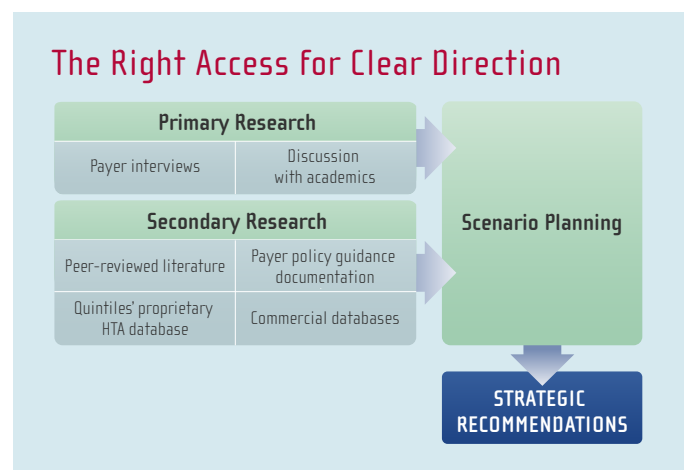 The Right Access for Clear Direction
Primary Research
Payer interviews
Discussion
with academics
Secondary Research
Peer-reviewed literature
Payer policy guidance
documentation
Quintiles' proprietary
HTA database
Commercial databases
Scenario Planning
STRATEGIC
RECOMMENDATIONS